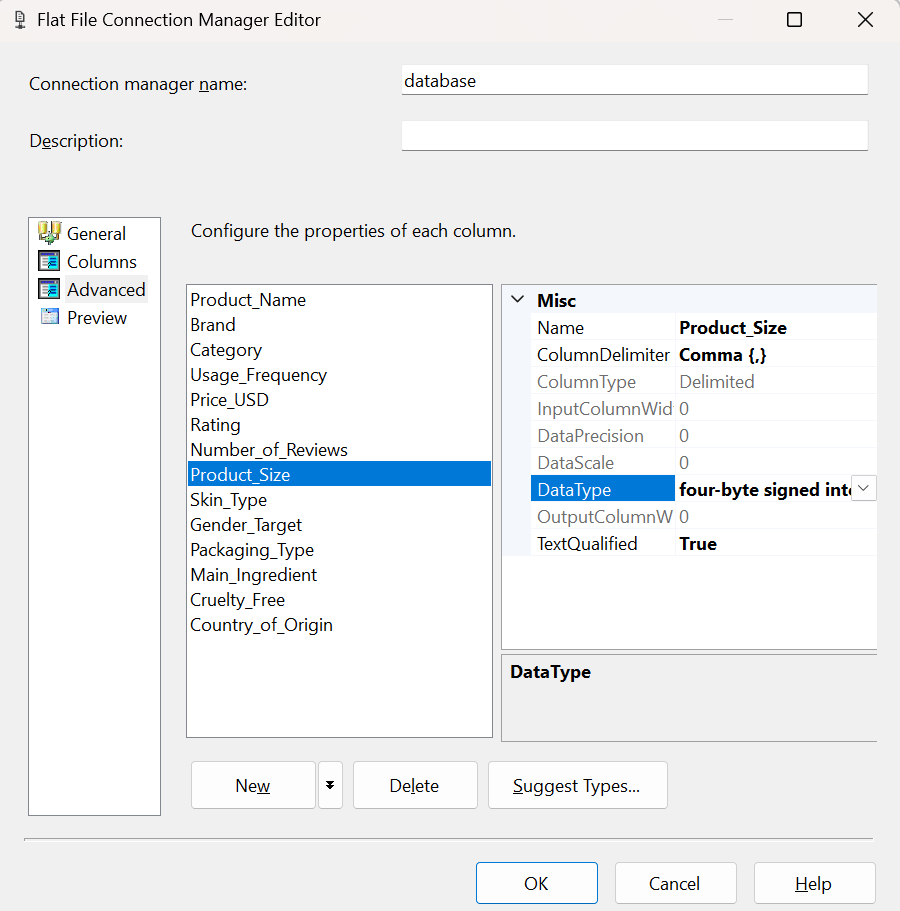 Flat File Connection Manager Editor
Connection manager name:
database
Description:
General
Columns
Advanced
Preview
Configure the properties of each column.
Product_Name
Brand
Category
Usage_Frequency
Price_USD
Rating
Number_of_Reviews
Product_Size
Skin_Type
Gender_Target
Packaging_Type
Main_Ingredient
Cruelty_Free
Country_of_Origin
Misc
Name Product_Size
ColumnDelimiter Comma {,}
ColumnType Delimited
InputColumnWid 0
DataPrecision 0
DataScale 0
DataType four-byte signed inte
OutputColumnW 0
TextQualified True
DataType
New
Delete
Suggest Types...
OK
Cancel
Help